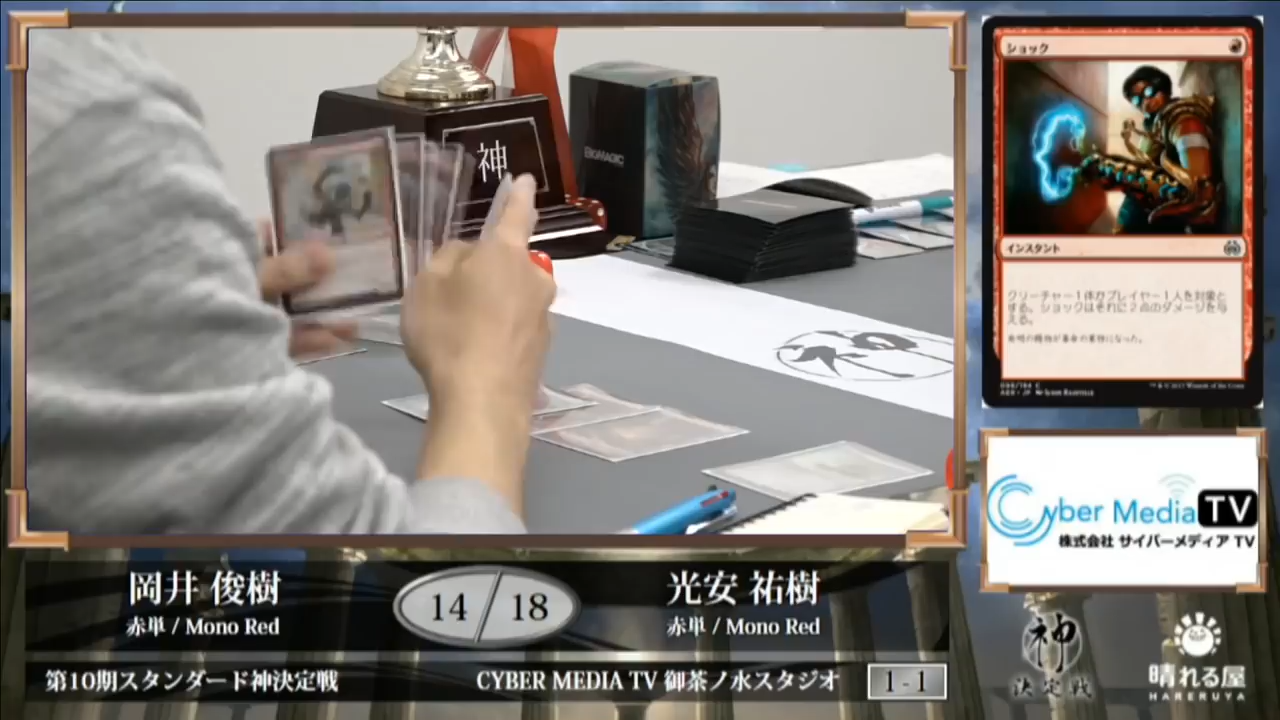 神
BIGMAGIC
ショック
インスタント
クリーチャー1体かプレイヤー1人を対象と
する。ショックはそれに2点のダメージを与
える。
Cyber Media TV
株式会社 サイバーメディア TV
岡井 俊樹
赤単 / Mono Red
14 / 18
光安 祐樹
赤単 / Mono Red
第10期スタンダード神決定戦
CYBER MEDIA TV 御茶ノ水スタジオ
1-1
神
決定戦
晴れる屋
HARERUYA